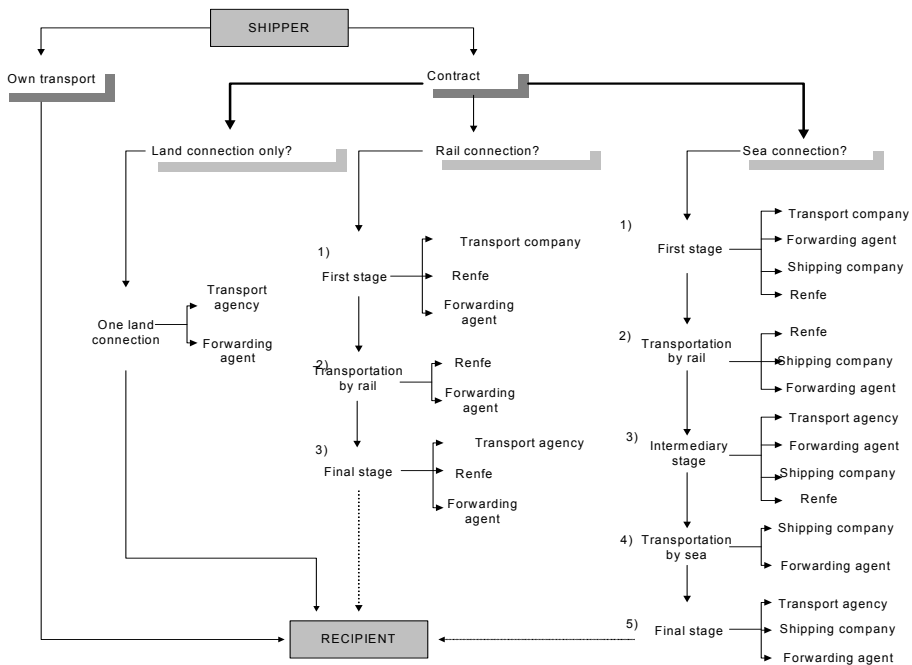 SHIPPER
Own transport
Contract
Land connection only?
Rail connection?
Sea connection?
One land
connection
Transport
agency
Forwarding
agent
1)
First stage
Transport company
Renfe
Forwarding
agent
2)
Transportation
by rail
Renfe
Forwarding
agent
3)
Final stage
Transport agency
Renfe
Forwarding
agent
1)
First stage
Transport company
Forwarding agent
Shipping company
Renfe
2)
Transportation
by rail
Renfe
Shipping company
Forwarding agent
3)
Intermediary
stage
Transport agency
Forwarding agent
Shipping company
Renfe
4)
Transportation
by sea
Shipping company
Forwarding agent
5)
Final stage
Transport agency
Shipping company
Forwarding agent
RECIPIENT